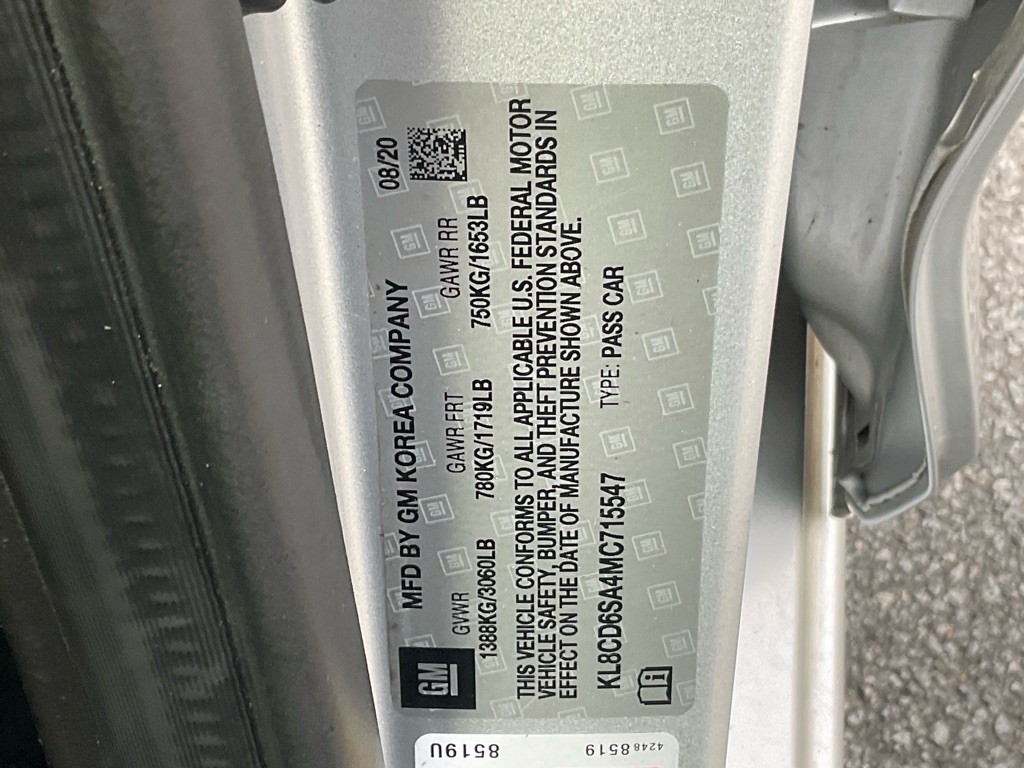 GM
MFD BY GM KOREA COMPANY 08/20
GVWR GAWR FRT GAWR RR
1388KG/3060LB 780KG/1719LB 750KG/1653LB
THIS VEHICLE CONFORMS TO ALL APPLICABLE U.S. FEDERAL MOTOR
VEHICLE SAFETY, BUMPER, AND THEFT PREVENTION STANDARDS IN
EFFECT ON THE DATE OF MANUFACTURE SHOWN ABOVE.
KL8CD6SA4MC715547 TYPE: PASS CAR
8519U
42488519